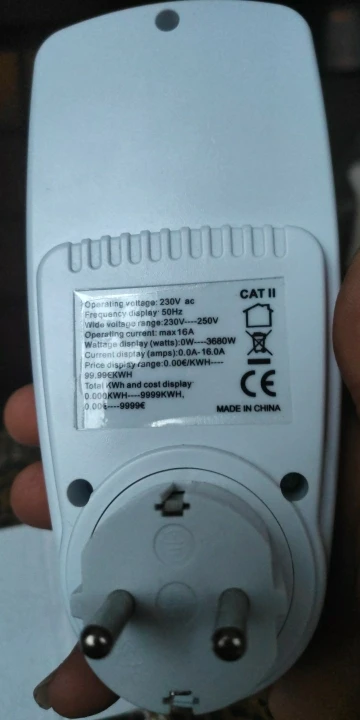 Operating voltage: 230V ac
Frequency display: 50Hz
Wide voltage range:230V----250V
Operating current: max16A
Wattage display (watts):0W----3680W
Current display (amps):0.0A-16.0A
Price display range:0.00€/KWH----
99.99€KWH
Total KWh and cost display
0.000KWH----9999KWH,
0.00€----9999€
CAT II
CE
MADE IN CHINA